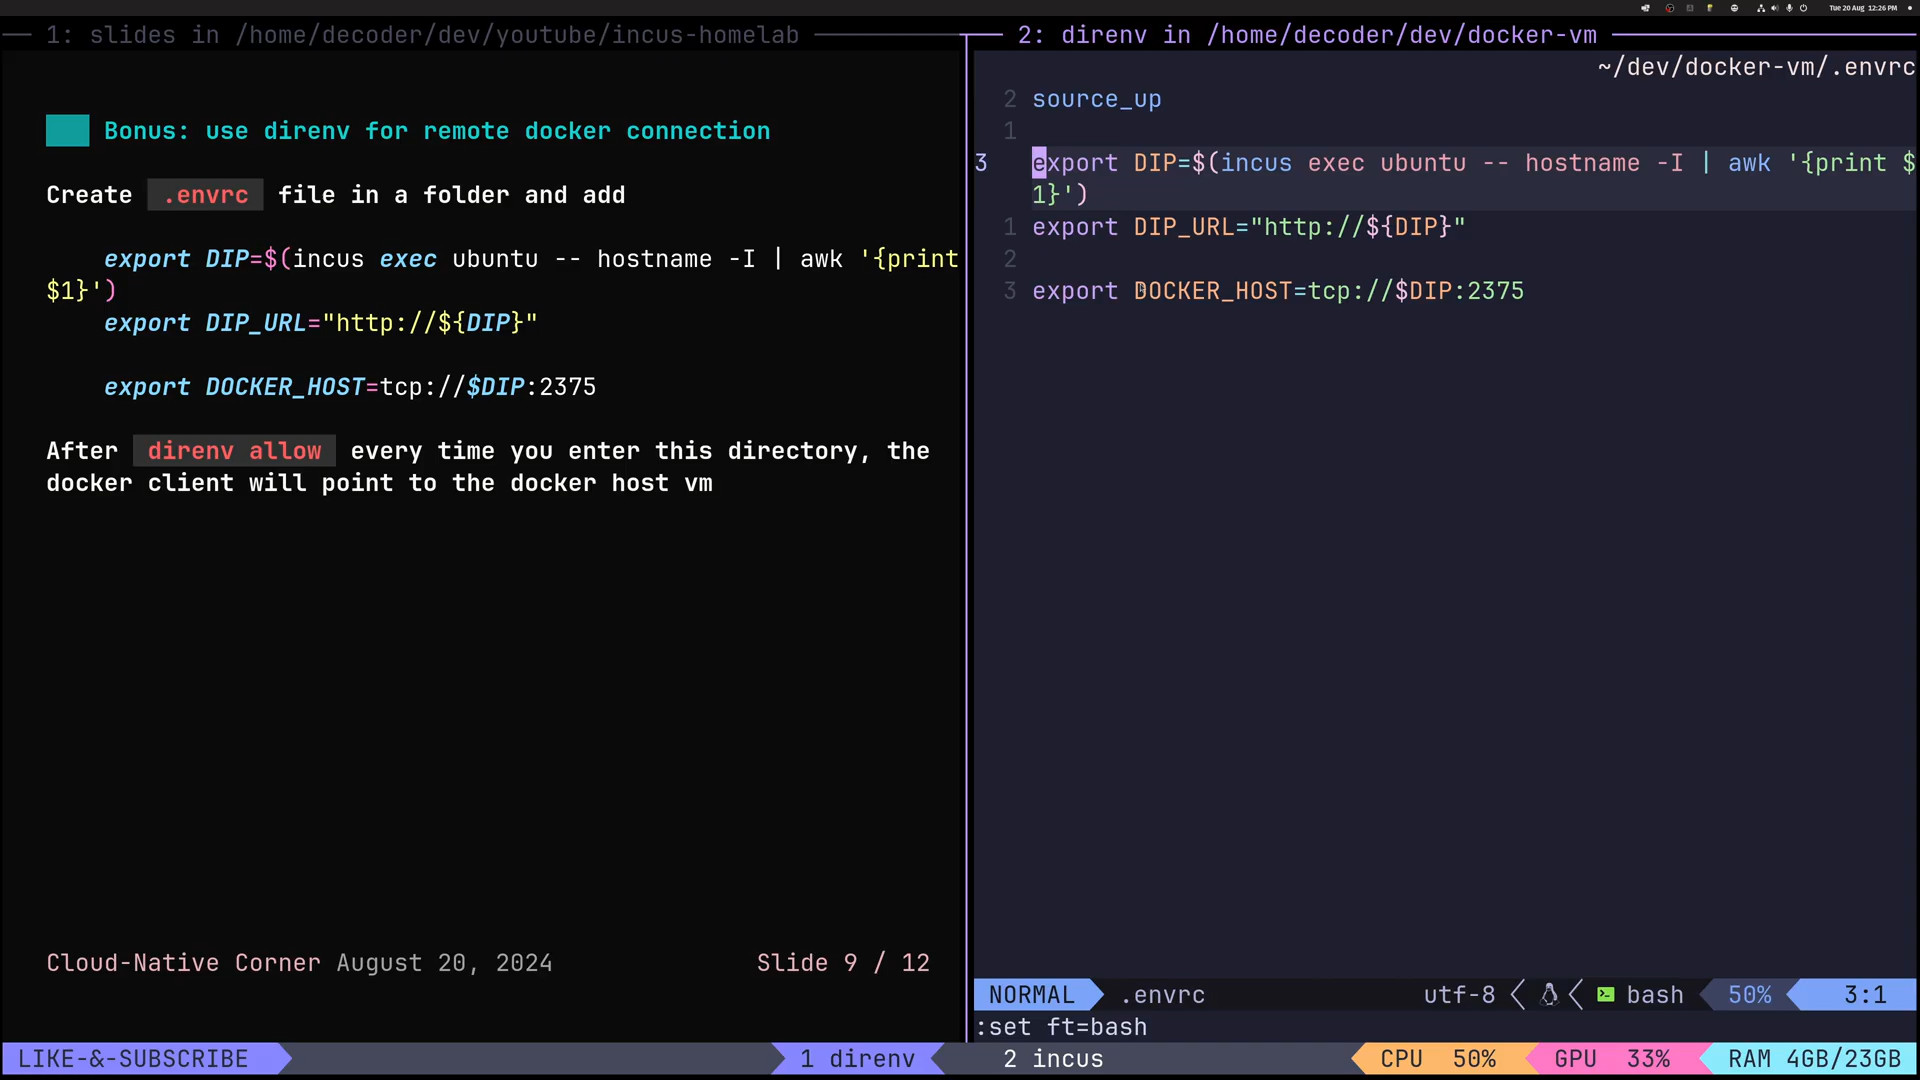 Tue 20 Aug 12:26 PM
1: slides in /home/decoder/dev/youtube/incus-homelab
Bonus: use direnv for remote docker connection
Create .envrc file in a folder and add
export DIP=$(incus exec ubuntu -- hostname -I | awk '{print
$1}')
export DIP_URL="http://${DIP}"
export DOCKER_HOST=tcp://$DIP:2375
After direnv allow every time you enter this directory, the
docker client will point to the docker host vm
Cloud-Native Corner August 20, 2024
Slide 9 / 12
2: direnv in /home/decoder/dev/docker-vm
~/dev/docker-vm/.envrc
2 source_up
1
3 export DIP=$(incus exec ubuntu -- hostname -I | awk '{print $
1}')
1 export DIP_URL="http://${DIP}"
2
3 export DOCKER_HOST=tcp://$DIP:2375
NORMAL .envrc utf-8 bash 50% 3:1
:set ft=bash
LIKE-&-SUBSCRIBE 1 direnv 2 incus CPU 50% GPU 33% RAM 4GB/23GB